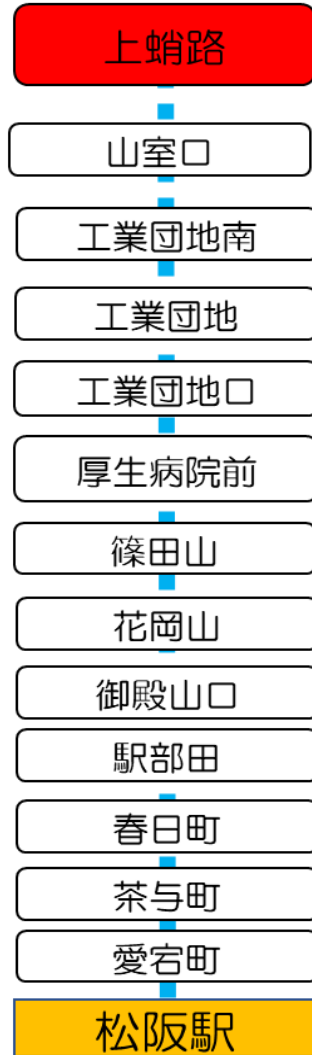 上蛸路
山室口
工業団地南
工業団地
工業団地口
厚生病院前
篠田山
花岡山
御殿山口
駅部田
春日町
茶与町
愛宕町
松阪駅